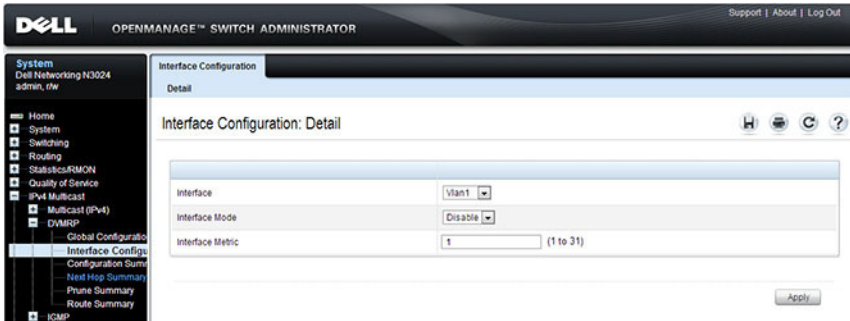 Support | About | Log Out
DELL OPENMANAGE™ SWITCH ADMINISTRATOR
System
Dell Networking N3024
admin, r/w
Home
System
Switching
Routing
Statistics/RMON
Quality of Service
IPv4 Multicast
Multicast (IPv4)
DVMRP
Global Configuratio
Interface Configu
Configuration Summ
Next Hop Summary
Prune Summary
Route Summary
IGMP
Interface Configuration
Detail
Interface Configuration: Detail
Interface Vlan1
Interface Mode Disable
Interface Metric 1 (1 to 31)
Apply